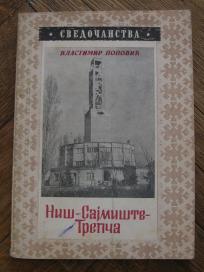 • СВЕДОЧАНСТВА •
ВЛАСТИМИР ПОПОВИЋ
Ниш-Сајмиште-
Трепча